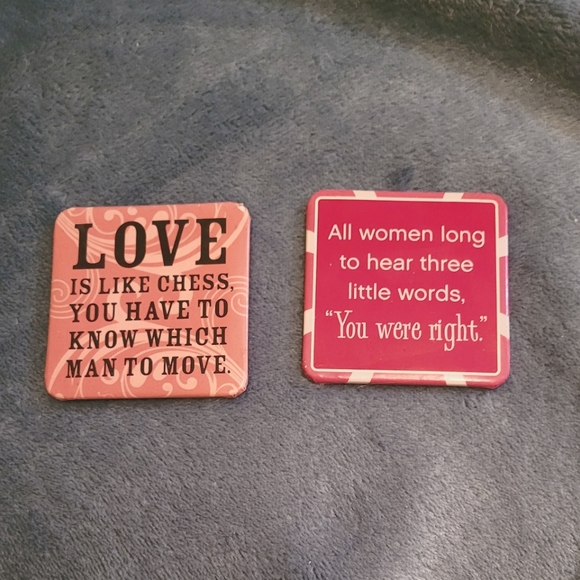 LOVE
IS LIKE CHESS,
YOU HAVE TO
KNOW WHICH
MAN TO MOVE.
All women long
to hear three
little words,
“You were right.”